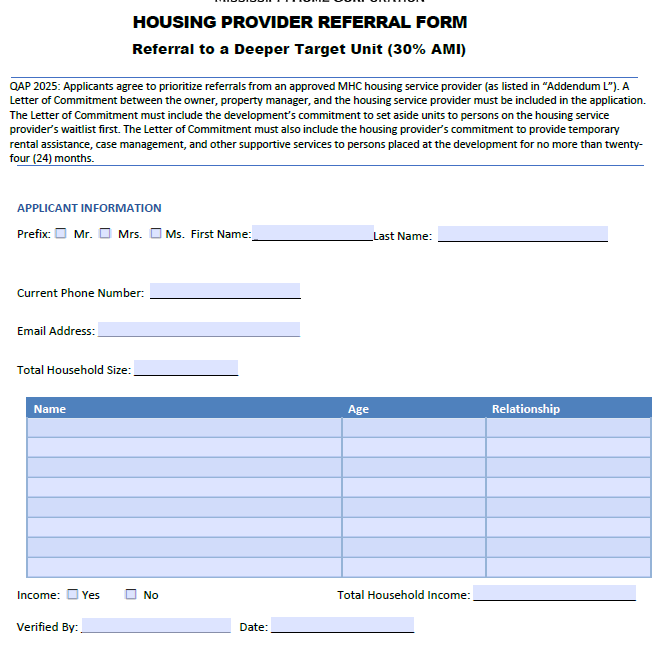 HOUSING PROVIDER REFERRAL FORM
Referral to a Deeper Target Unit (30% AMI)
QAP 2025: Applicants agree to prioritize referrals from an approved MHC housing service provider (as listed in “Addendum L”). A
Letter of Commitment between the owner, property manager, and the housing service provider must be included in the application.
The Letter of Commitment must include the development’s commitment to set aside units to persons on the housing service
provider’s waitlist first. The Letter of Commitment must also include the housing provider’s commitment to provide temporary
rental assistance, case management, and other supportive services to persons placed at the development for no more than twenty-
four (24) months.
APPLICANT INFORMATION
Prefix: Mr. Mrs. Ms. First Name: Last Name:
Current Phone Number:
Email Address:
Total Household Size:
Name Age Relationship
Income: Yes No Total Household Income:
Verified By: Date: